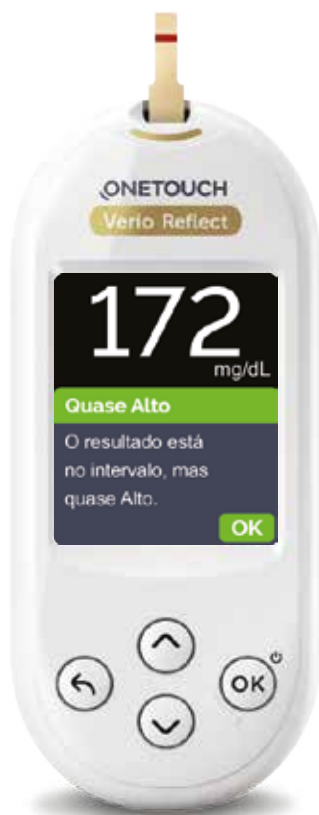 ONETOUCH
Verio Reflect
172
mg/dL
Quase Alto
O resultado está
no intervalo, mas
quase Alto.
OK
OK